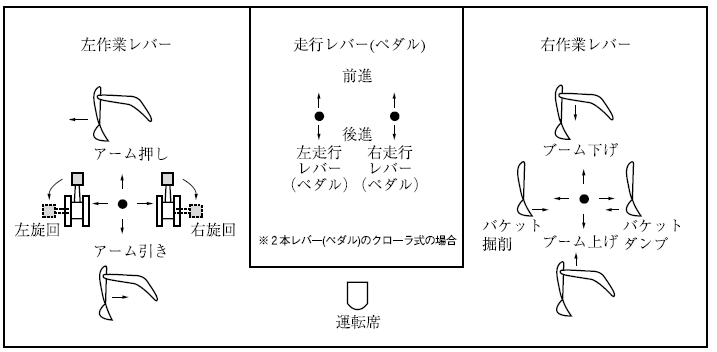 左作業レバー
アーム押し
左旋回
右旋回
アーム引き
走行レバー(ペダル)
前進
後進
左走行
レバー
(ペダル)
右走行
レバー
(ペダル)
※2本レバー(ペダル)のクローラ式の場合
運転席
右作業レバー
ブーム下げ
バケット
掘削
バケット
ダンプ
ブーム上げ